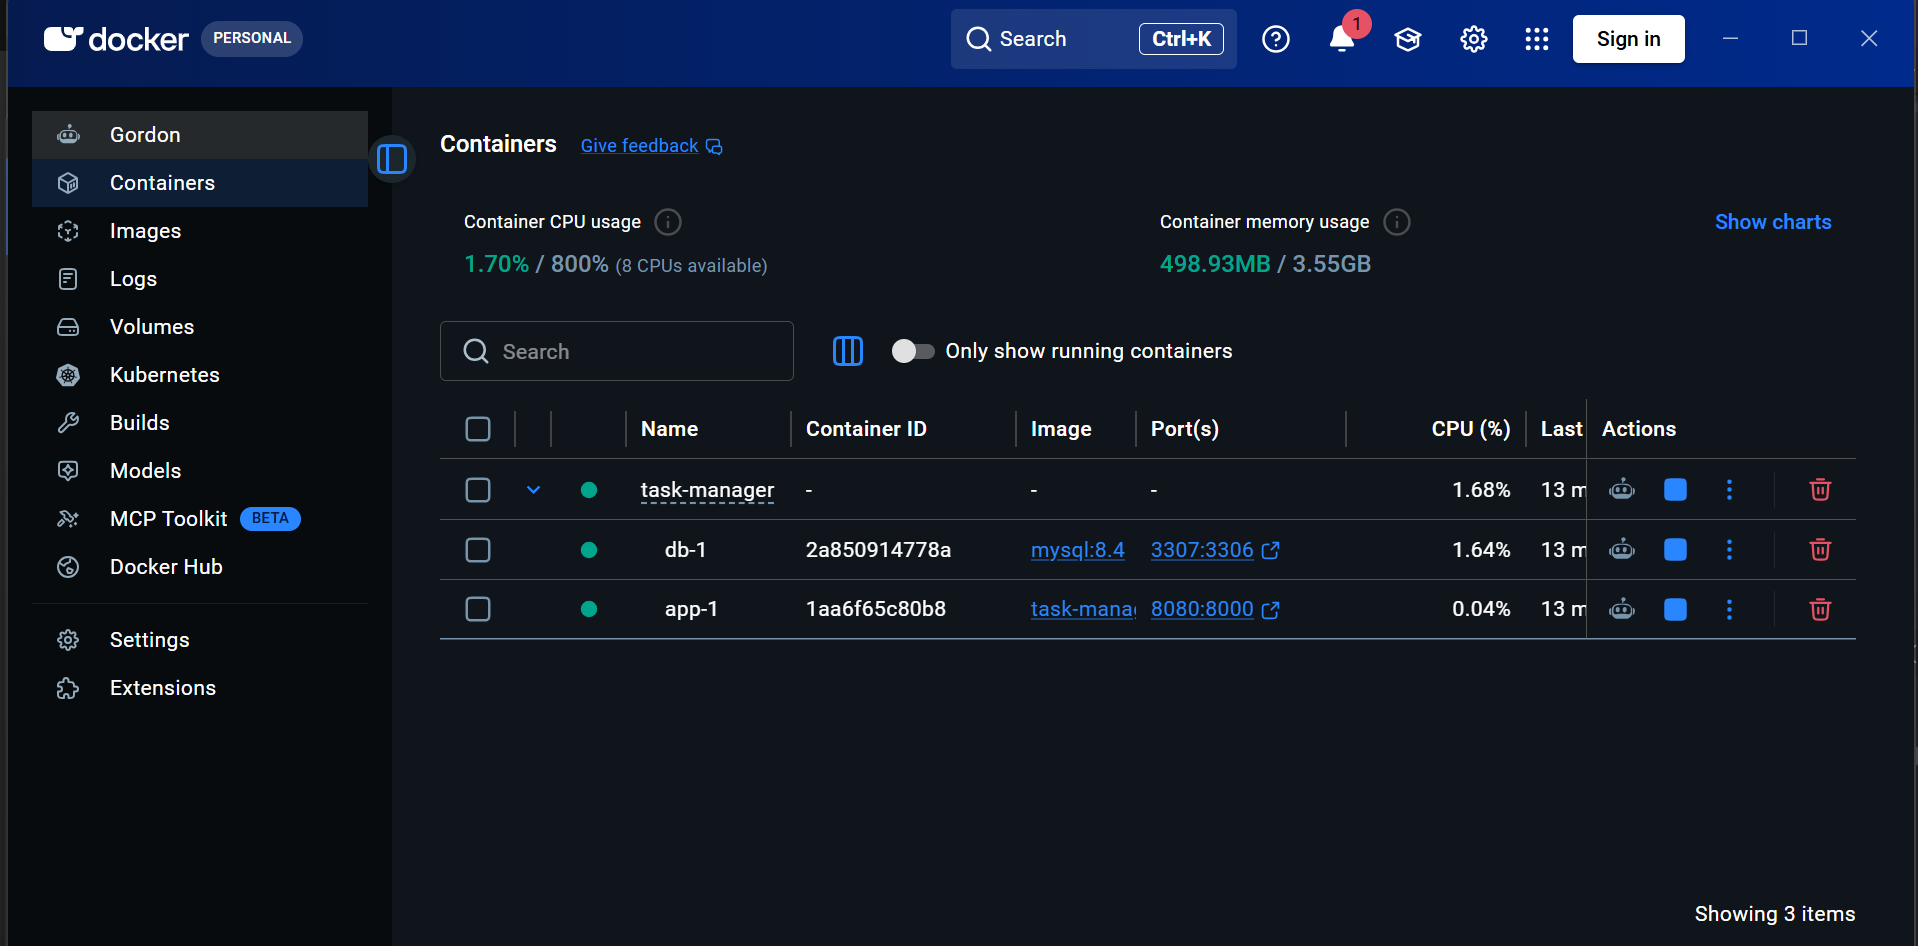 docker PERSONAL Search Ctrl+K 1 Sign in
Gordon
Containers
Images
Logs
Volumes
Kubernetes
Builds
Models
MCP Toolkit BETA
Docker Hub
Settings
Extensions
Containers Give feedback
Container CPU usage
1.70% / 800% (8 CPUs available)
Container memory usage
498.93MB / 3.55GB
Show charts
Search
Only show running containers
Name Container ID Image Port(s) CPU (%) Last Actions
task-manager - - - 1.68% 13 m
db-1 2a850914778a mysql:8.4 3307:3306 1.64% 13 m
app-1 1aa6f65c80b8 task-mana 8080:8000 0.04% 13 m
Showing 3 items